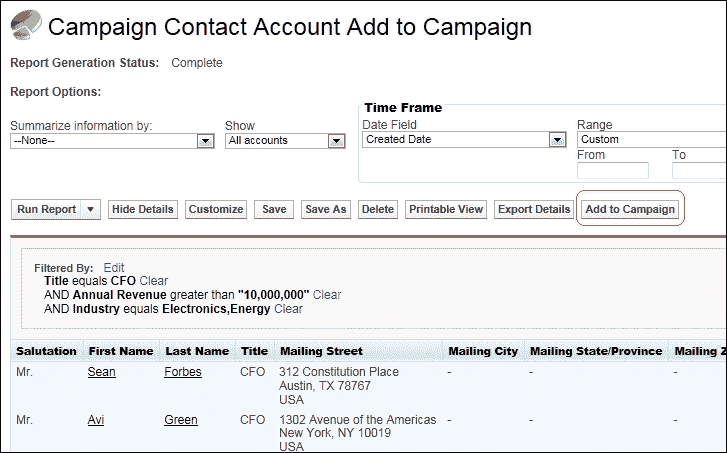 Campaign Contact Account Add to Campaign
Report Generation Status: Complete
Report Options:
Time Frame
Summarize information by: Show Date Field Range
--None-- All accounts Created Date Custom
From To
Run Report Hide Details Customize Save Save As Delete Printable View Export Details Add to Campaign
Filtered By: Edit
Title equals CFO Clear
AND Annual Revenue greater than "10,000,000" Clear
AND Industry equals Electronics,Energy Clear
Salutation First Name Last Name Title Mailing Street Mailing City Mailing State/Province Mailing Z
Mr. Sean Forbes CFO 312 Constitution Place - - -
Austin, TX 78767
USA
Mr. Avi Green CFO 1302 Avenue of the Americas - - -
New York, NY 10019
USA